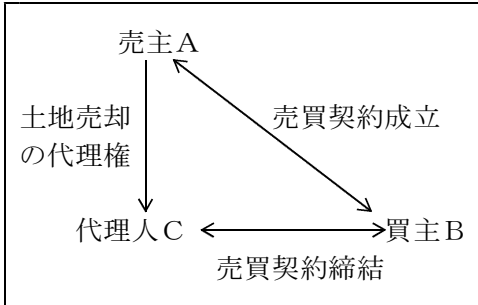 売主Ａ
土地売却
の代理権
売買契約成立
代理人Ｃ
買主Ｂ
売買契約締結